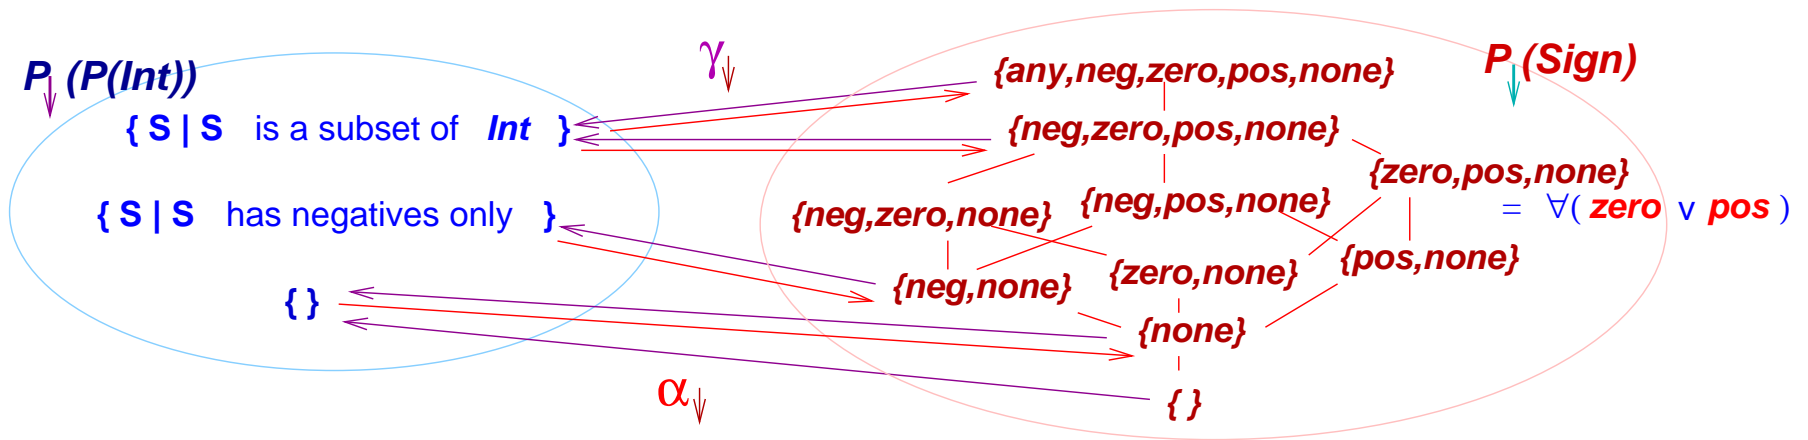 P↓(P(Int))
γ↓
P↓(Sign)
{any,neg,zero,pos,none}
{ S | S is a subset of Int }
{neg,zero,pos,none}
{zero,pos,none}
= ∀( zero v pos )
{ S | S has negatives only }
{neg,zero,none}
{neg,pos,none}
{neg,none}
{zero,none}
{pos,none}
{ }
{none}
α↓
{ }